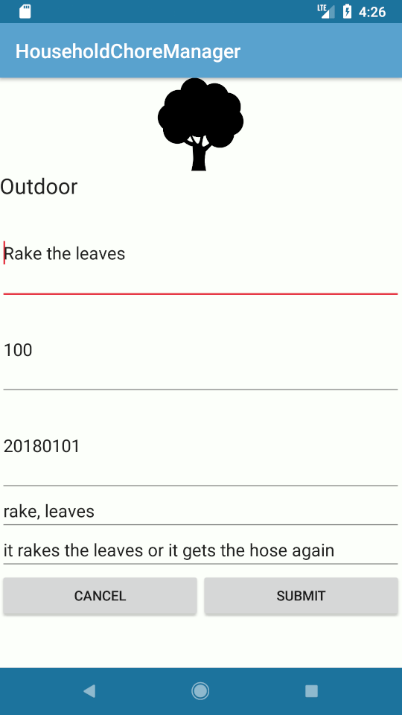 LTE 4:26
HouseholdChoreManager
Outdoor
Rake the leaves
100
20180101
rake, leaves
it rakes the leaves or it gets the hose again
CANCEL SUBMIT